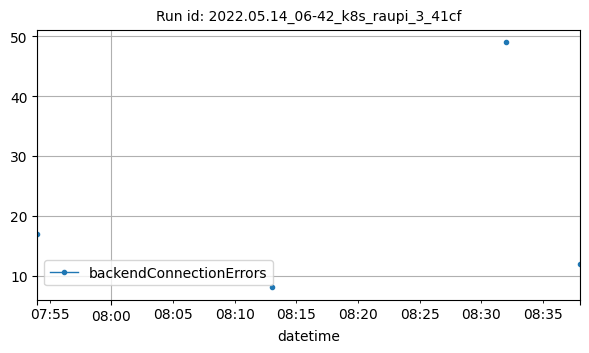 Run id: 2022.05.14_06-42_k8s_raupi_3_41cf
50
40
30
20
10
backendConnectionErrors
07:55 08:00 08:05 08:10 08:15 08:20 08:25 08:30 08:35
datetime